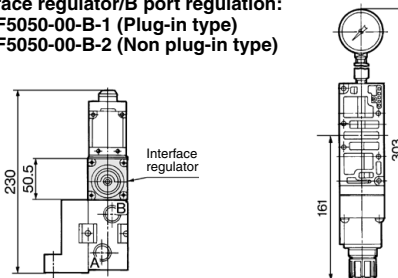 face regulator/B port regulation:
F5050-00-B-1 (Plug-in type)
F5050-00-B-2 (Non plug-in type)
Interface
regulator
230
50.5
B
A
161
303